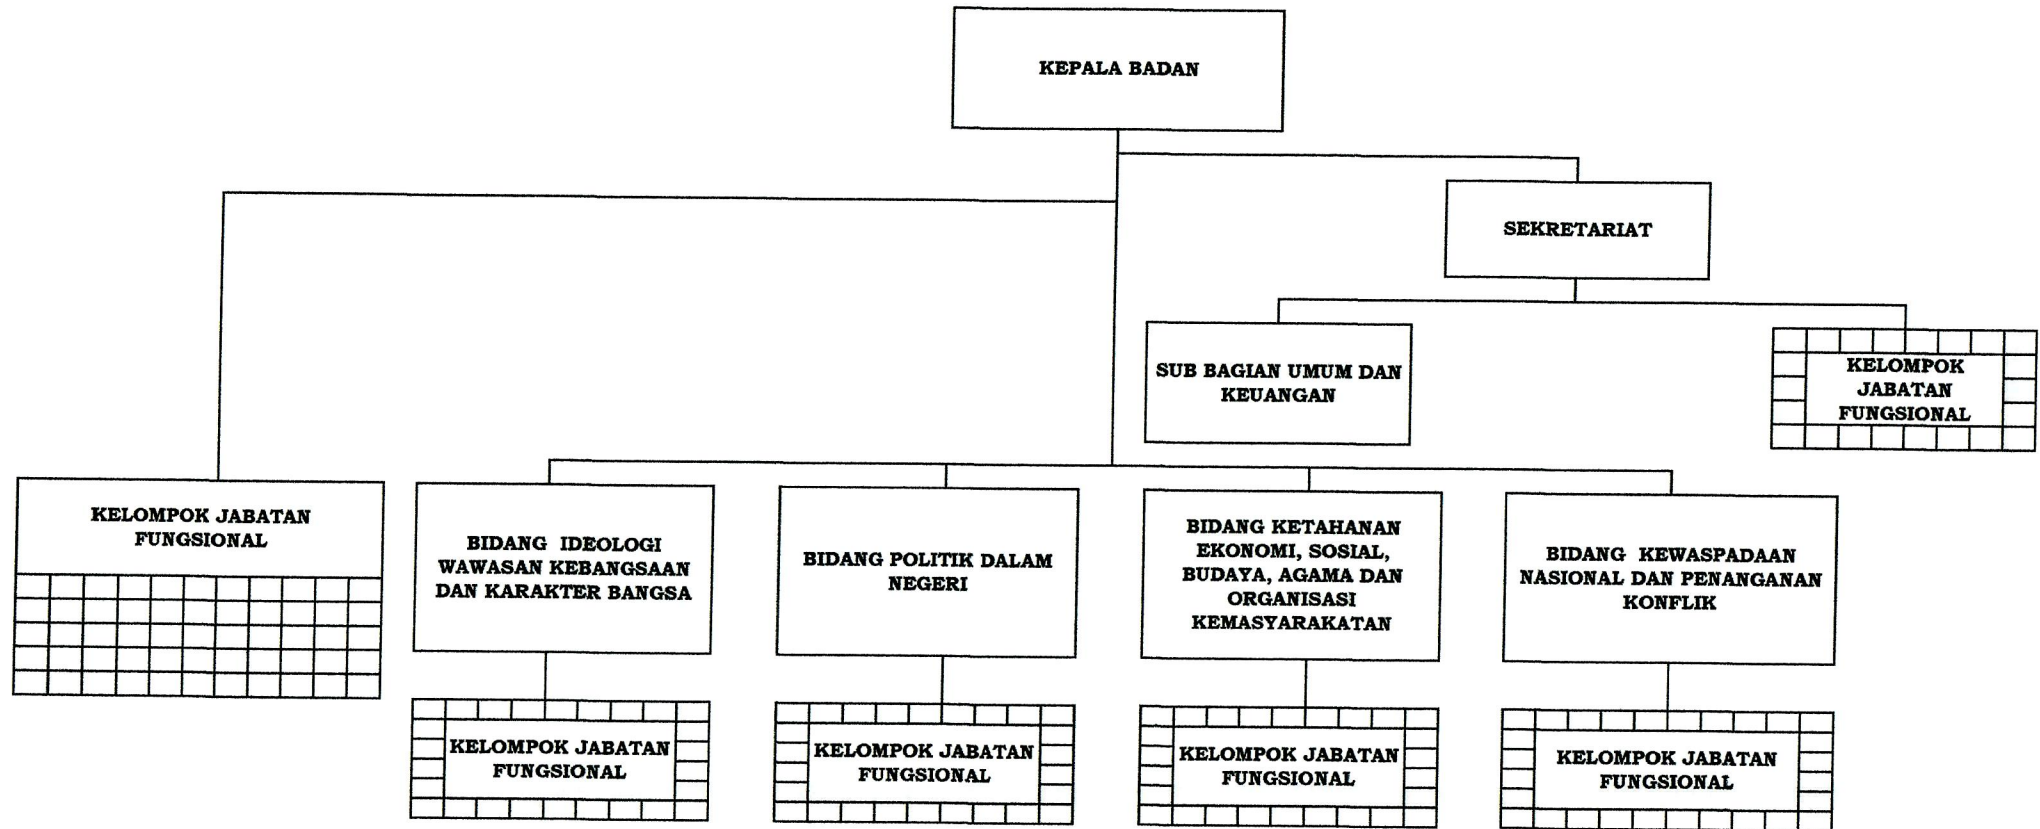 KEPALA BADAN
SEKRETARIAT
SUB BAGIAN UMUM DAN
KEUANGAN
KELOMPOK
JABATAN
FUNGSIONAL
KELOMPOK JABATAN
FUNGSIONAL
BIDANG IDEOLOGI
WAWASAN KEBANGSAAN
DAN KARAKTER BANGSA
BIDANG POLITIK DALAM
NEGERI
BIDANG KETAHANAN
EKONOMI, SOSIAL,
BUDAYA, AGAMA DAN
ORGANISASI
KEMASYARAKATAN
BIDANG KEWASPADAAN
NASIONAL DAN PENANGANAN
KONFLIK
KELOMPOK JABATAN
FUNGSIONAL
KELOMPOK JABATAN
FUNGSIONAL
KELOMPOK JABATAN
FUNGSIONAL
KELOMPOK JABATAN
FUNGSIONAL